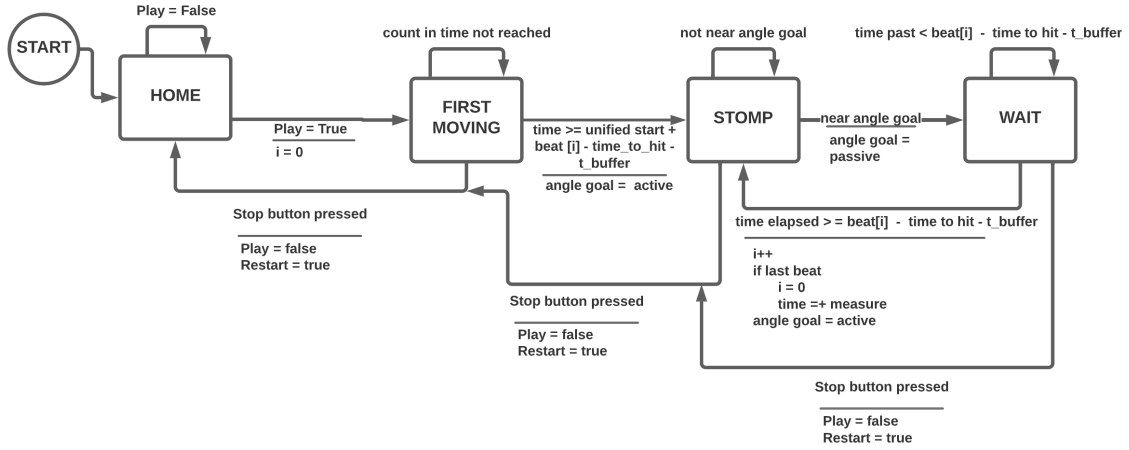 Play = False
START
HOME
Play = True
i = 0
count in time not reached
FIRST
MOVING
time >= unified start +
beat [i] - time_to_hit -
t_buffer
angle goal =  active
not near angle goal
STOMP
near angle goal
angle goal =
passive
time past < beat[i]  -  time to hit - t_buffer
WAIT
time elapsed > = beat[i]  -  time to hit - t_buffer
i++
if last beat
i = 0
time =+ measure
angle goal = active
Stop button pressed
Play = false
Restart = true
Stop button pressed
Play = false
Restart = true
Stop button pressed
Play = false
Restart = true